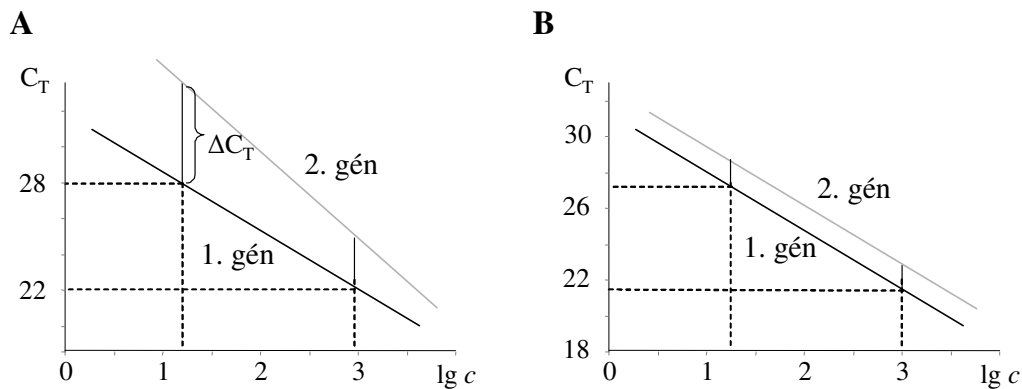 A
C_T
ΔC_T
2. gén
28
1. gén
22
0 1 2 3 lg c
B
C_T
30
2. gén
26
1. gén
22
18
0 1 2 3 lg c